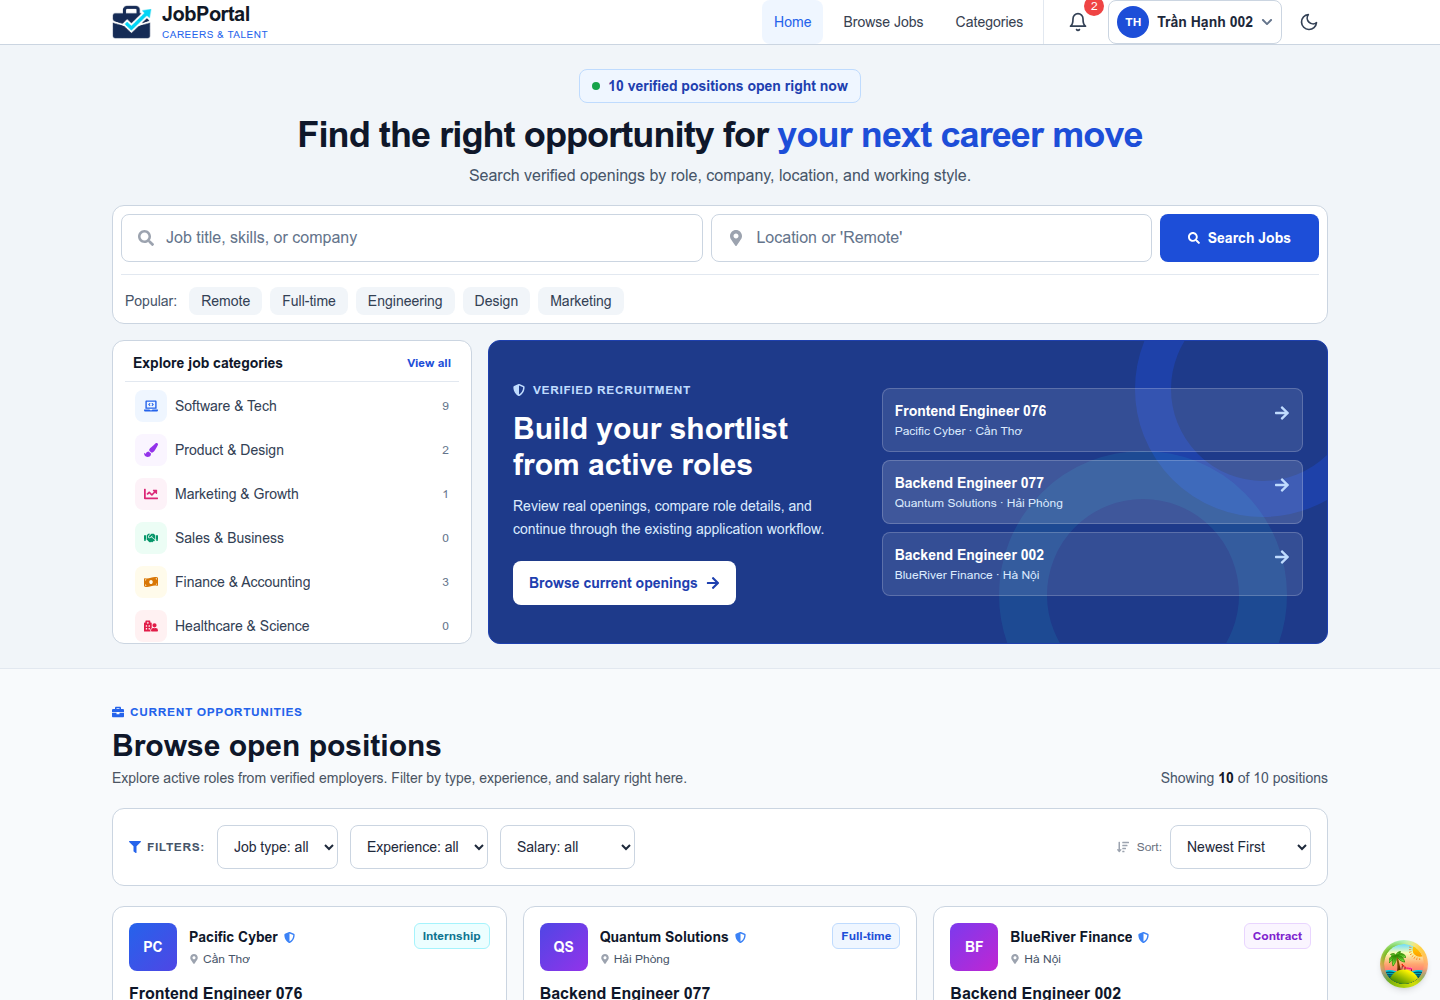 JobPortal
CAREERS & TALENT
Home
Browse Jobs
Categories
2
TH
Trần Hạnh 002
10 verified positions open right now
Find the right opportunity for your next career move
Search verified openings by role, company, location, and working style.
Job title, skills, or company
Location or 'Remote'
Search Jobs
Popular:
Remote
Full-time
Engineering
Design
Marketing
Explore job categories
View all
Software & Tech
9
Product & Design
2
Marketing & Growth
1
Sales & Business
0
Finance & Accounting
3
Healthcare & Science
0
VERIFIED RECRUITMENT
Build your shortlist
from active roles
Review real openings, compare role details, and
continue through the existing application workflow.
Browse current openings
Frontend Engineer 076
Pacific Cyber · Cần Thơ
Backend Engineer 077
Quantum Solutions · Hải Phòng
Backend Engineer 002
BlueRiver Finance · Hà Nội
CURRENT OPPORTUNITIES
Browse open positions
Explore active roles from verified employers. Filter by type, experience, and salary right here.
Showing 10 of 10 positions
FILTERS:
Job type: all
Experience: all
Salary: all
Sort:
Newest First
PC
Pacific Cyber
Cần Thơ
Internship
Frontend Engineer 076
QS
Quantum Solutions
Hải Phòng
Full-time
Backend Engineer 077
BF
BlueRiver Finance
Hà Nội
Contract
Backend Engineer 002